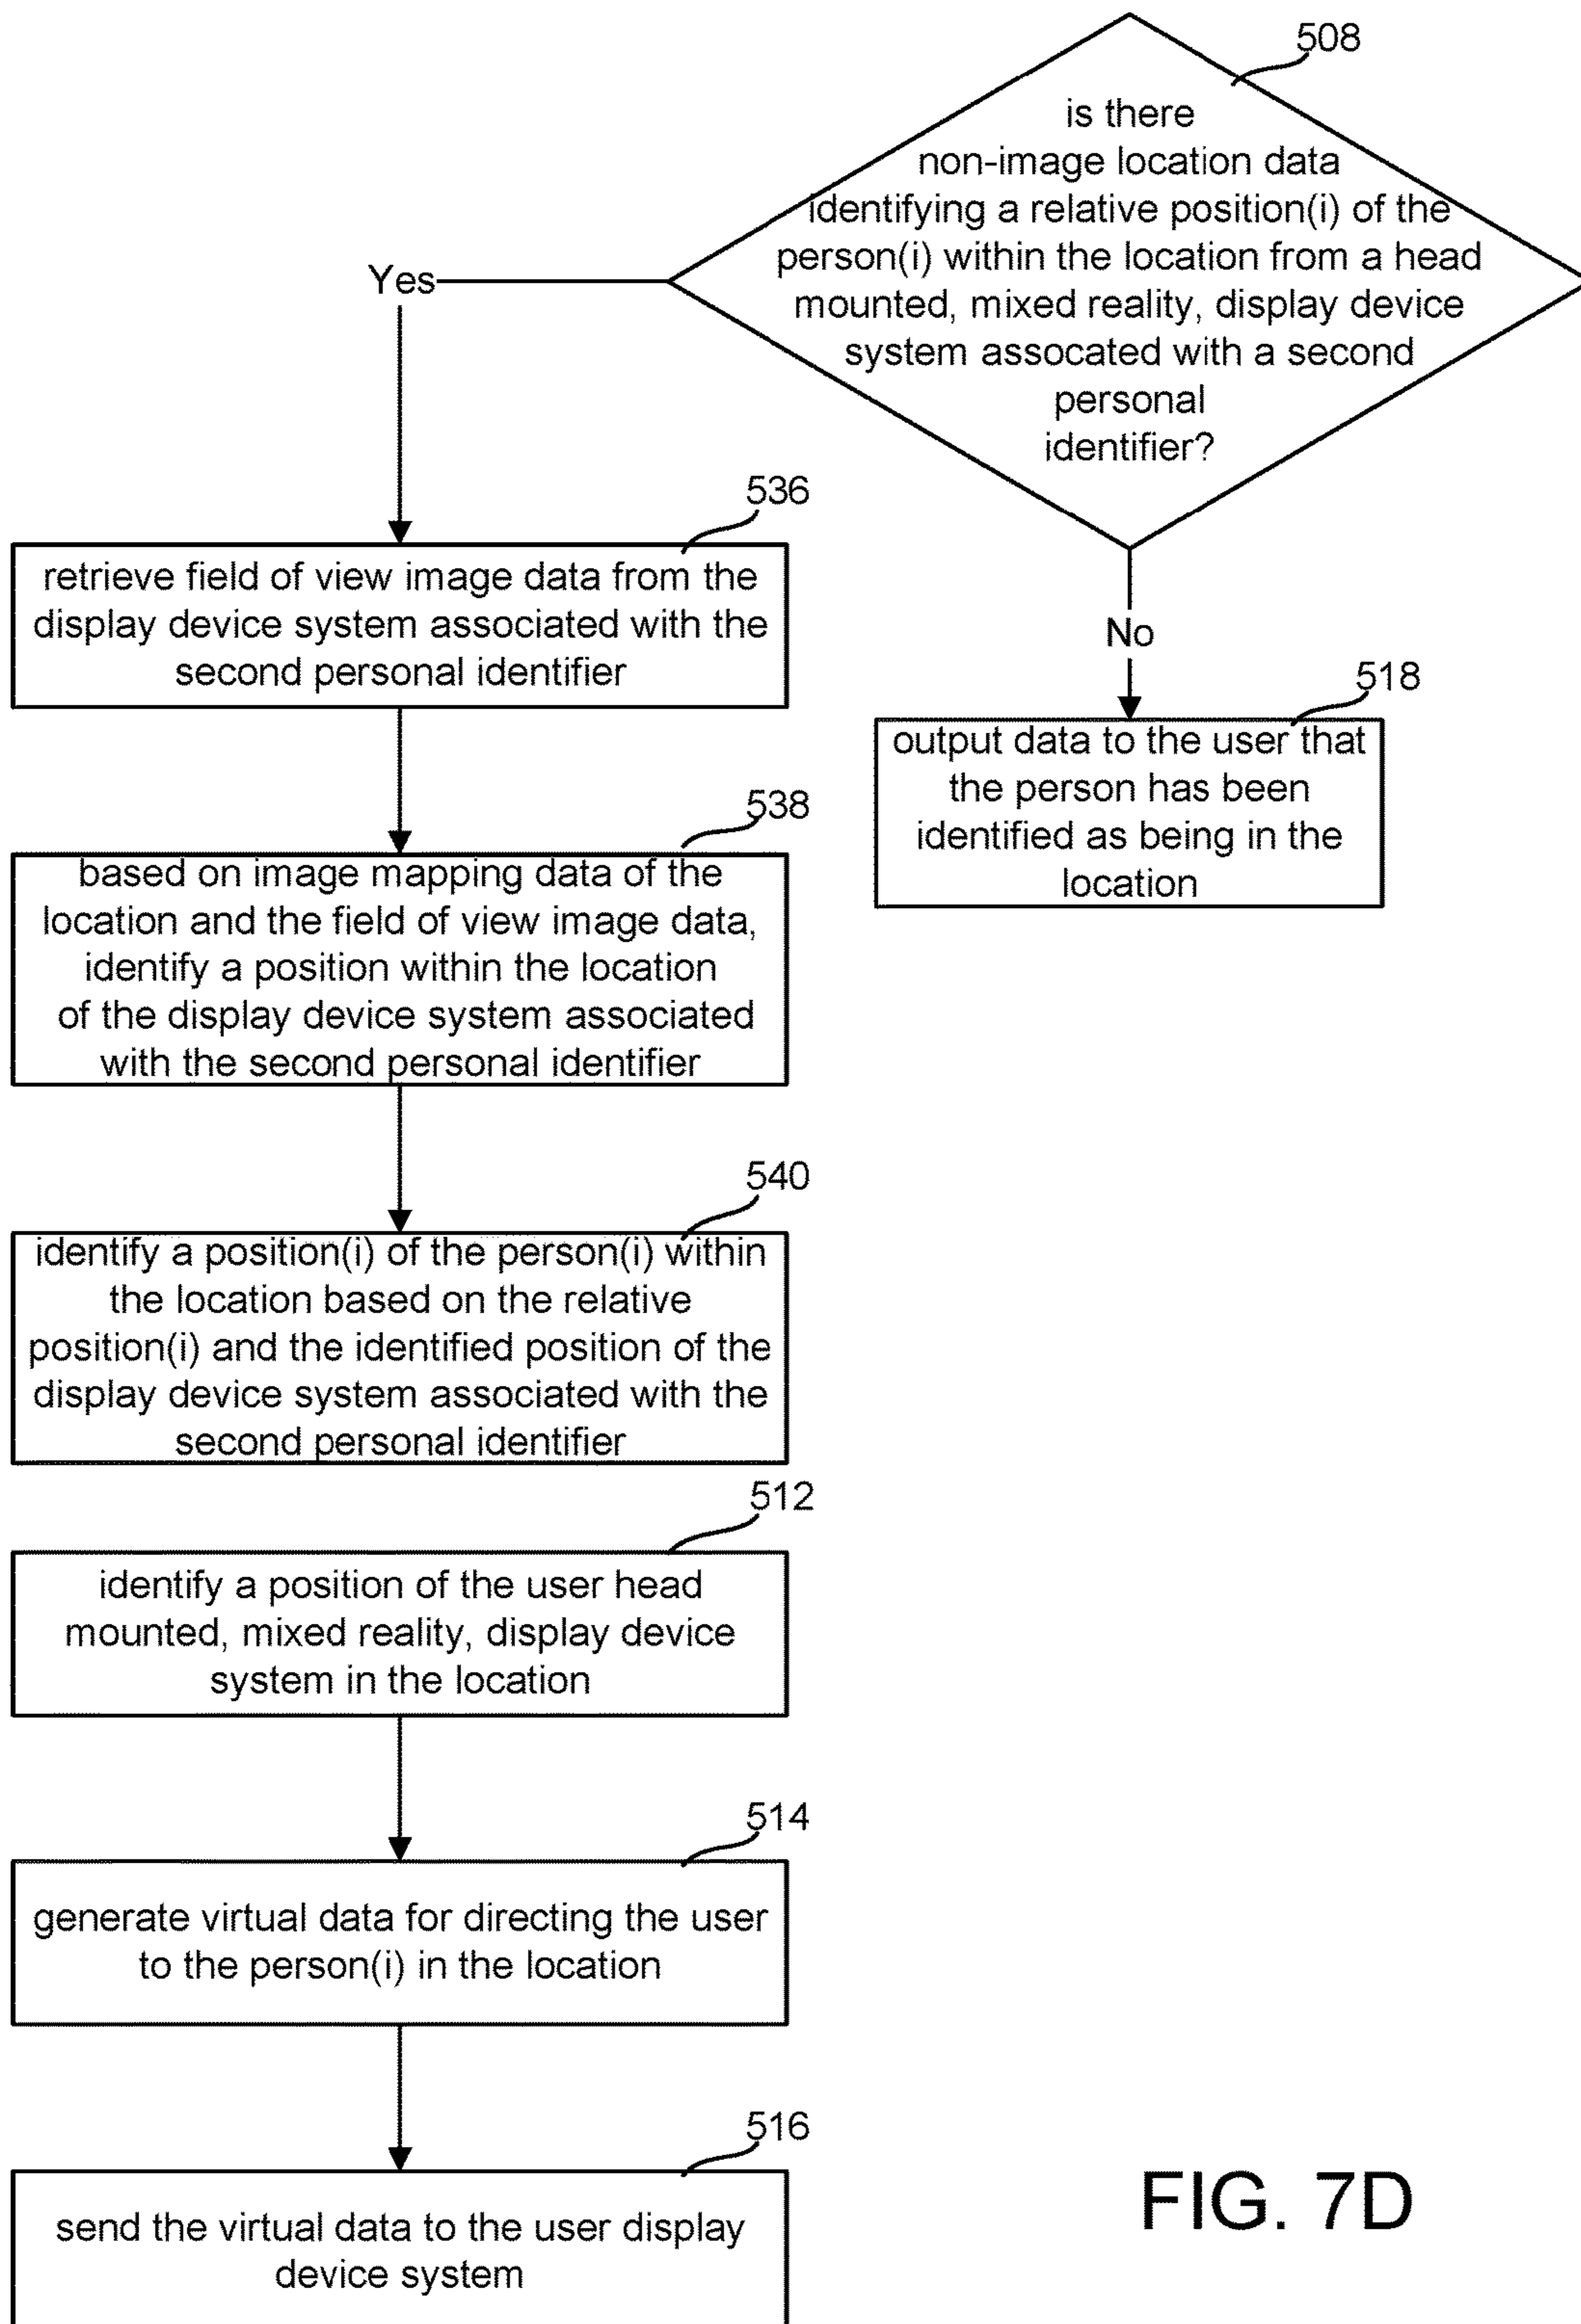 508
is there
non-image location data
identifying a relative position(i) of the
person(i) within the location from a head
mounted, mixed reality, display device
system assocated with a second
personal
identifier?
Yes
No
536
retrieve field of view image data from the
display device system associated with the
second personal identifier
518
output data to the user that
the person has been
identified as being in the
location
538
based on image mapping data of the
location and the field of view image data,
identify a position within the location
of the display device system associated
with the second personal identifier
540
identify a position(i) of the person(i) within
the location based on the relative
position(i) and the identified position of the
display device system associated with the
second personal identifier
512
identify a position of the user head
mounted, mixed reality, display device
system in the location
514
generate virtual data for directing the user
to the person(i) in the location
516
send the virtual data to the user display
device system
FIG. 7D